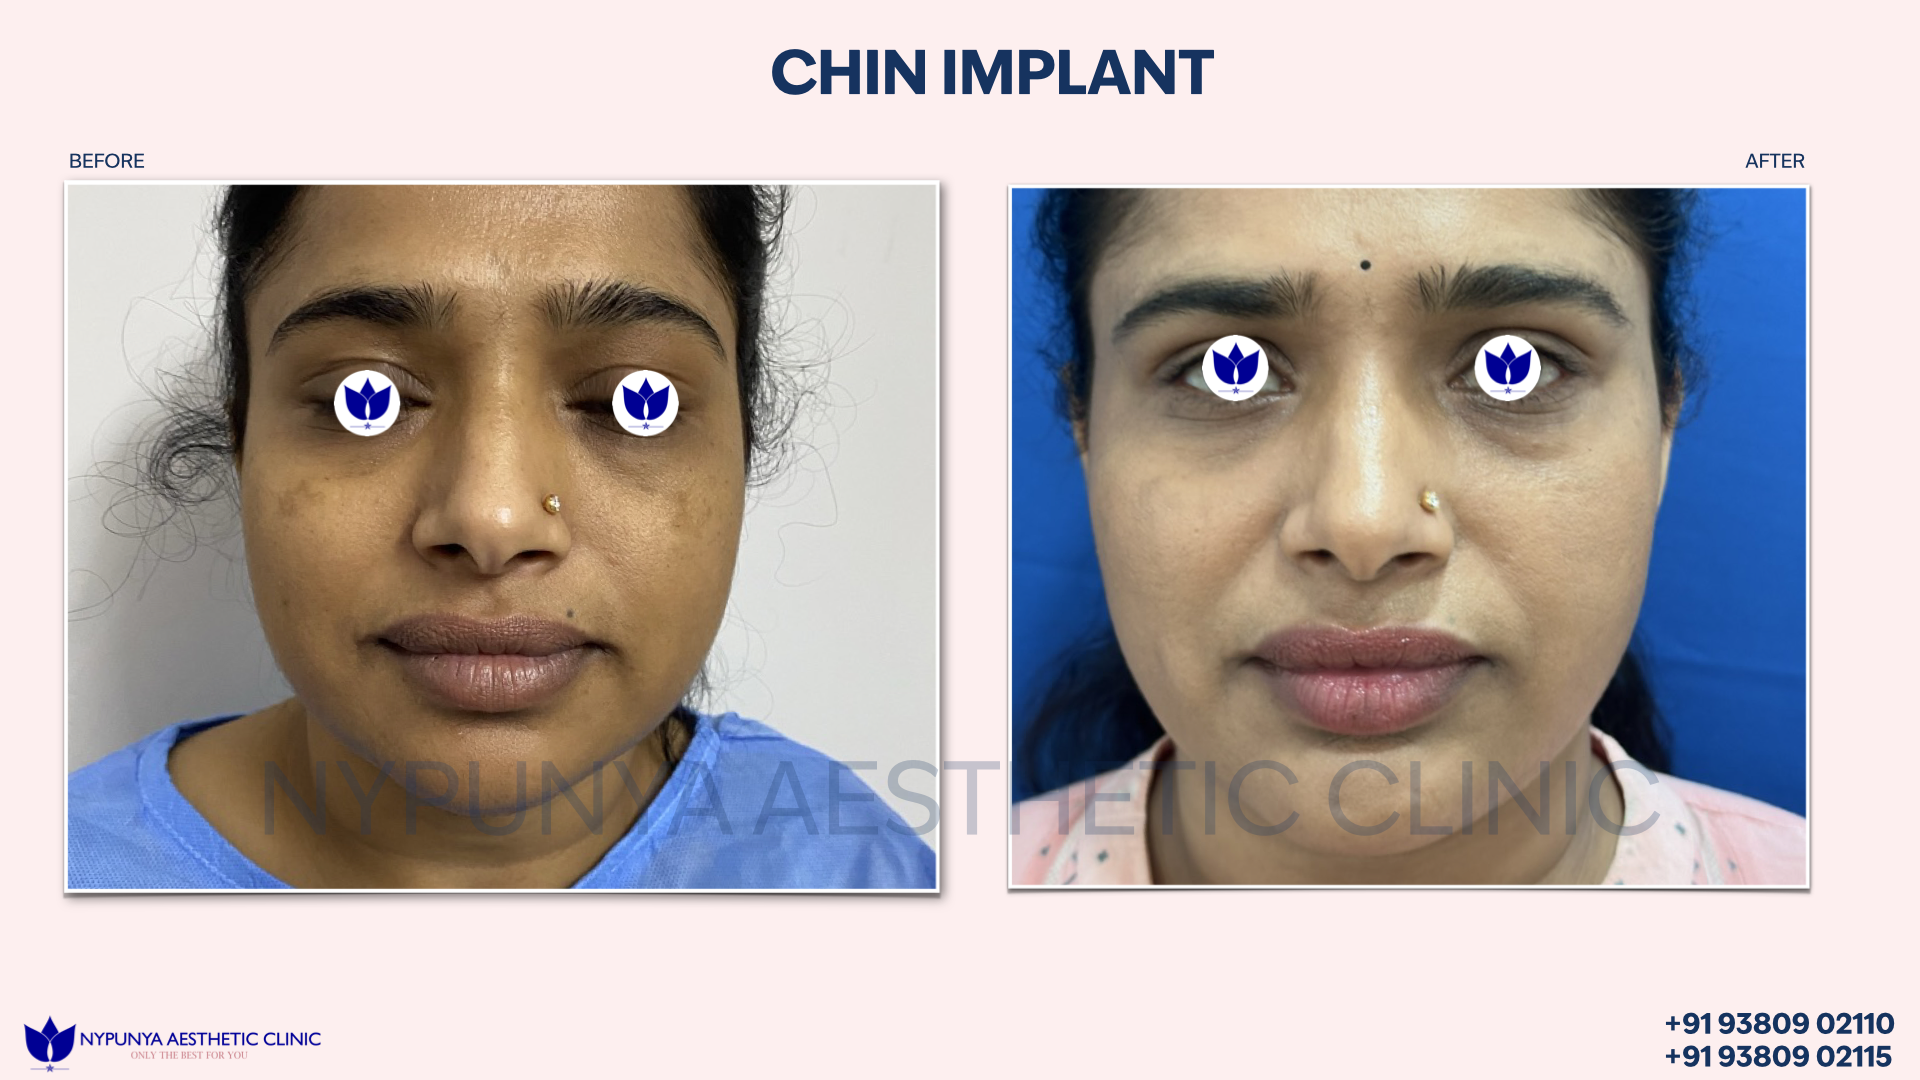 CHIN IMPLANT
BEFORE
AFTER
NYPUNYA AESTHETIC CLINIC
NYPUNYA AESTHETIC CLINIC
ONLY THE BEST FOR YOU
+91 93809 02110
+91 93809 02115